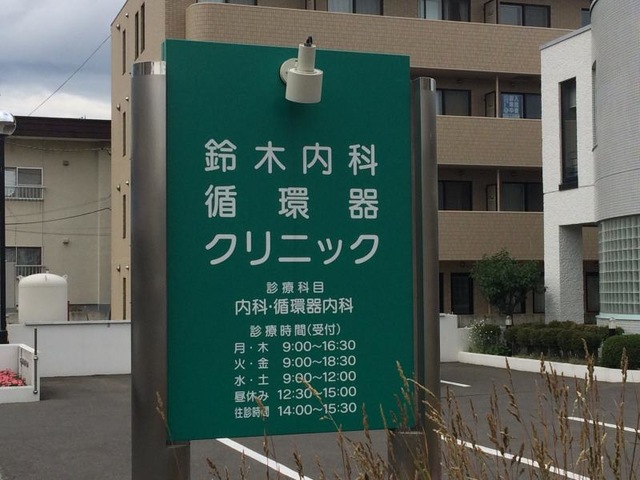 鈴木内科
循環器
クリニック
診療科目
内科・循環器内科
診療時間(受付)
月・木 9:00〜16:30
火・金 9:00〜18:30
水・土 9:00〜12:00
昼休み 12:30〜15:00
往診時間 14:00〜15:30